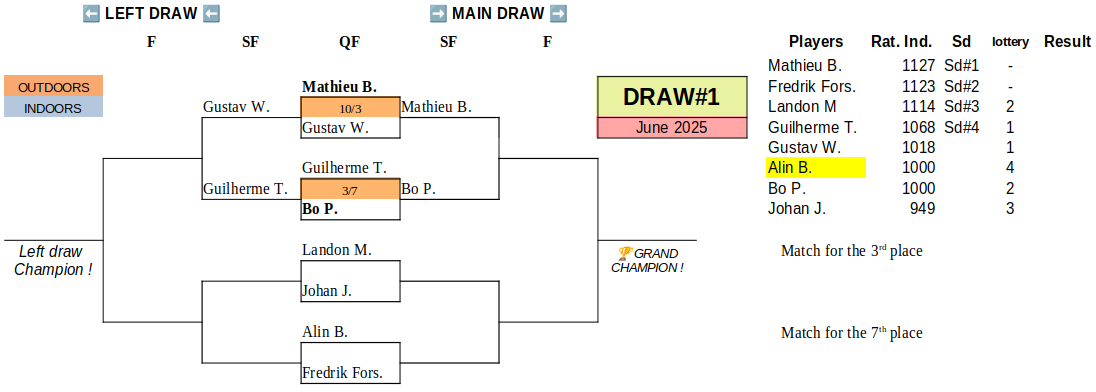 ⬅ LEFT DRAW ⬅ ➡ MAIN DRAW ➡
F SF QF SF F
Players Rat. Ind. Sd lottery Result
OUTDOORS
INDOORS
Mathieu B.
Gustav W. 10/3 Mathieu B.
Gustav W.
Guilherme T.
Guilherme T. 3/7 Bo P.
Bo P.
Left draw
Champion !
Landon M.
Johan J.
Alin B.
Fredrik Fors.
DRAW#1
June 2025
🏆GRAND
CHAMPION !
Mathieu B. 1127 Sd#1 -
Fredrik Fors. 1123 Sd#2 -
Landon M 1114 Sd#3 2
Guilherme T. 1068 Sd#4 1
Gustav W. 1018 1
Alin B. 1000 4
Bo P. 1000 2
Johan J. 949 3
Match for the 3rd place
Match for the 7th place